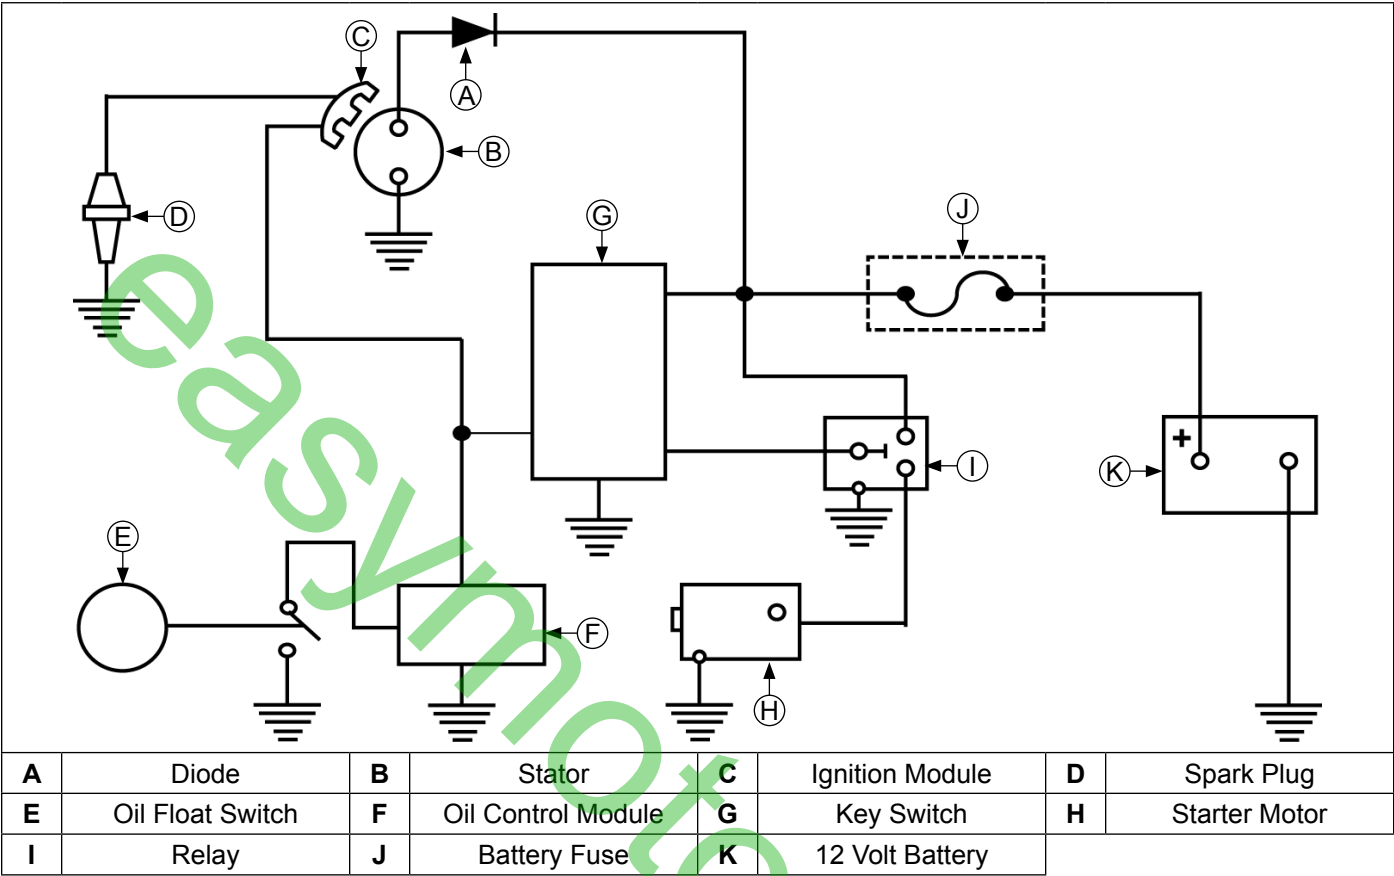 C
A
B
D
G
J
+
I
K
E
F
H
A Diode B Stator C Ignition Module D Spark Plug
E Oil Float Switch F Oil Control Module G Key Switch H Starter Motor
I Relay J Battery Fuse K 12 Volt Battery
easymoto